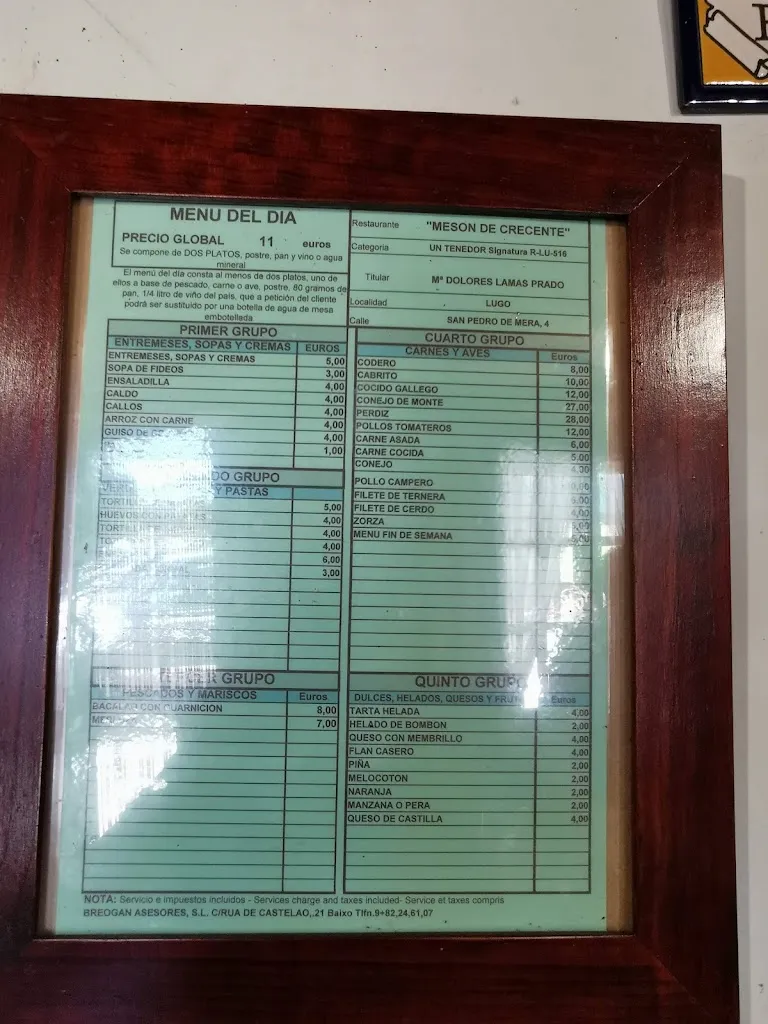 MENU DEL DIA
PRECIO GLOBAL 11 euros
Se compone de DOS PLATOS, postre, pan y vino o agua
mineral
El menú del día consta al menos de dos platos, uno de
ellos a base de pescado, carne o ave, postre, 80 gramos de
pan, 1/4 litro de viño del país, que a petición del cliente
podrá ser sustituido por una botella de agua de mesa
embotellada
Restaurante "MESON DE CRECENTE"
Categoria UN TENEDOR Signatura R-LU-516
Titular Mª DOLORES LAMAS PRADO
Localidad LUGO
Calle SAN PEDRO DE MERA, 4
PRIMER GRUPO
ENTREMESES, SOPAS Y CREMAS EUROS
ENTREMESES, SOPAS Y CREMAS 5,00
SOPA DE FIDEOS 3,00
ENSALADILLA 4,00
CALDO 4,00
CALLOS 4,00
ARROZ CON CARNE 4,00
GUISO DE 4,00
1,00
GRUPO
Y PASTAS
5,00
HUEVOS CON 4,00
4,00
4,00
6,00
3,00
GRUPO
PESCADOS Y MARISCOS Euros
BACALAO CON GUARNICION 8,00
7,00
CUARTO GRUPO
CARNES Y AVES Euros
CODERO 8,00
CABRITO 10,00
COCIDO GALLEGO 12,00
CONEJO DE MONTE 27,00
PERDIZ 28,00
POLLOS TOMATEROS 12,00
CARNE ASADA 6,00
CARNE COCIDA 5,00
CONEJO 4,00
POLLO CAMPERO
FILETE DE TERNERA
FILETE DE CERDO
ZORZA
MENU FIN DE SEMANA
QUINTO GRUPO
DULCES, HELADOS, QUESOS Y Euros
TARTA HELADA 4,00
HELADO DE BOMBON 2,00
QUESO CON MEMBRILLO 4,00
FLAN CASERO 4,00
PIÑA 2,00
MELOCOTON 2,00
NARANJA 2,00
MANZANA O PERA 2,00
QUESO DE CASTILLA 4,00
NOTA: Servicio e impuestos incluidos - Services charge and taxes included- Service et taxes compris
BREOGAN ASESORES, S.L. C/RUA DE CASTELAO,.21 Baixo Tlfn.9+82,24,61,07